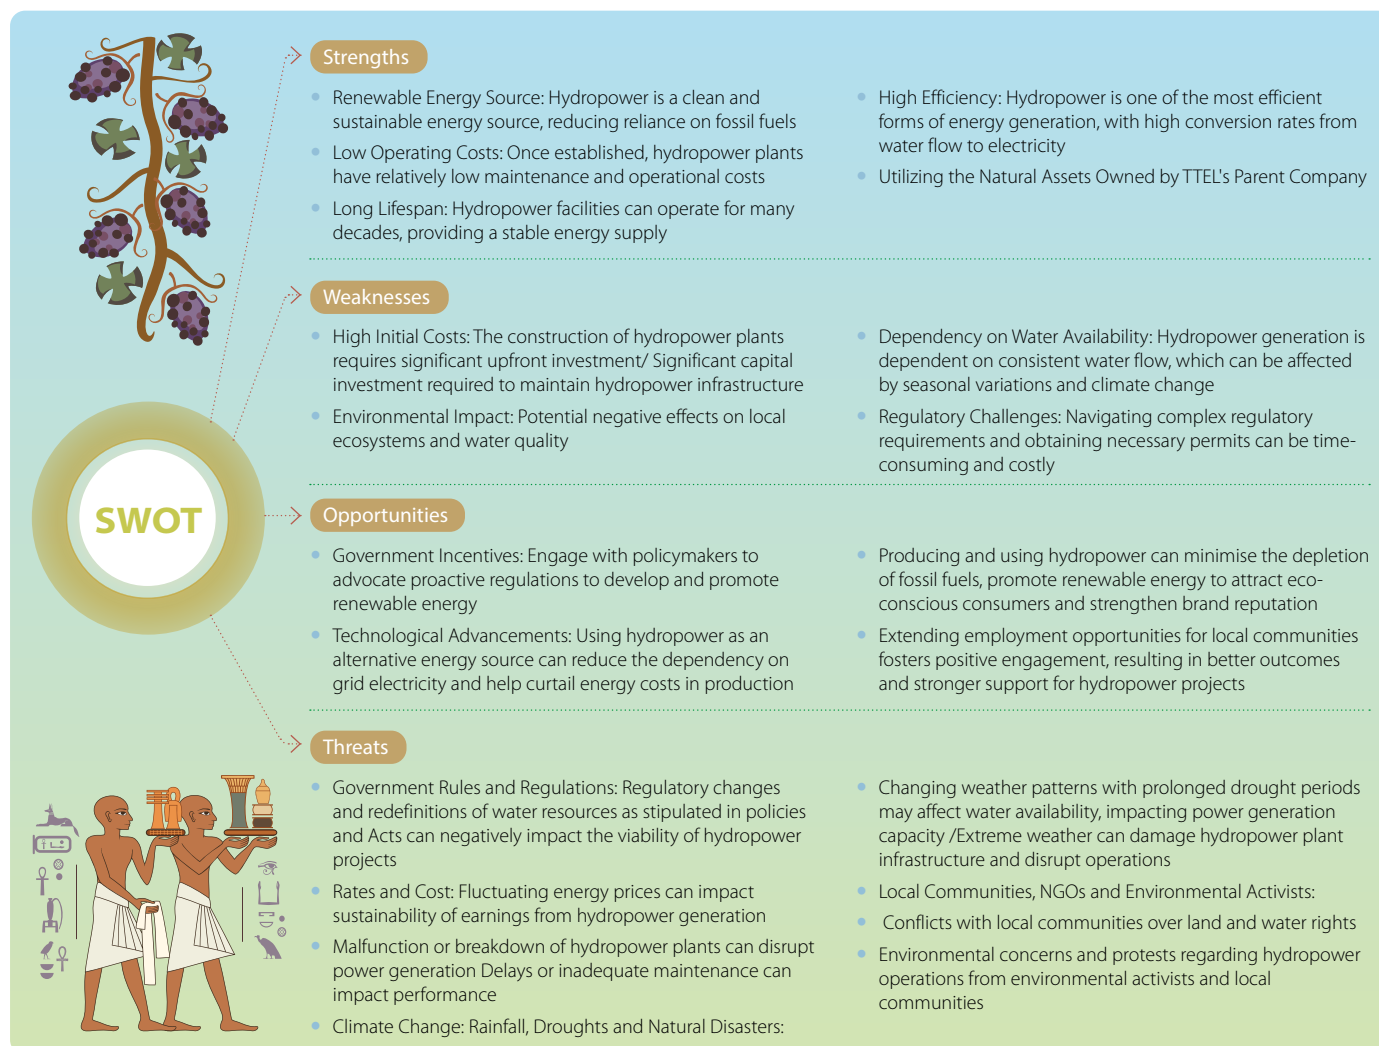 Strengths
Renewable Energy Source: Hydropower is a clean and
sustainable energy source, reducing reliance on fossil fuels
Low Operating Costs: Once established, hydropower plants
have relatively low maintenance and operational costs
Long Lifespan: Hydropower facilities can operate for many
decades, providing a stable energy supply
High Efficiency: Hydropower is one of the most efficient
forms of energy generation, with high conversion rates from
water flow to electricity
Utilizing the Natural Assets Owned by TTEL's Parent Company
Weaknesses
High Initial Costs: The construction of hydropower plants
requires significant upfront investment/ Significant capital
investment required to maintain hydropower infrastructure
Environmental Impact: Potential negative effects on local
ecosystems and water quality
Dependency on Water Availability: Hydropower generation is
dependent on consistent water flow, which can be affected
by seasonal variations and climate change
Regulatory Challenges: Navigating complex regulatory
requirements and obtaining necessary permits can be time-
consuming and costly
SWOT
Opportunities
Government Incentives: Engage with policymakers to
advocate proactive regulations to develop and promote
renewable energy
Technological Advancements: Using hydropower as an
alternative energy source can reduce the dependency on
grid electricity and help curtail energy costs in production
Producing and using hydropower can minimise the depletion
of fossil fuels, promote renewable energy to attract eco-
conscious consumers and strengthen brand reputation
Extending employment opportunities for local communities
fosters positive engagement, resulting in better outcomes
and stronger support for hydropower projects
Threats
Government Rules and Regulations: Regulatory changes
and redefinitions of water resources as stipulated in policies
and Acts can negatively impact the viability of hydropower
projects
Rates and Cost: Fluctuating energy prices can impact
sustainability of earnings from hydropower generation
Malfunction or breakdown of hydropower plants can disrupt
power generation Delays or inadequate maintenance can
impact performance
Climate Change: Rainfall, Droughts and Natural Disasters:
Changing weather patterns with prolonged drought periods
may affect water availability, impacting power generation
capacity /Extreme weather can damage hydropower plant
infrastructure and disrupt operations
Local Communities, NGOs and Environmental Activists:
Conflicts with local communities over land and water rights
Environmental concerns and protests regarding hydropower
operations from environmental activists and local
communities